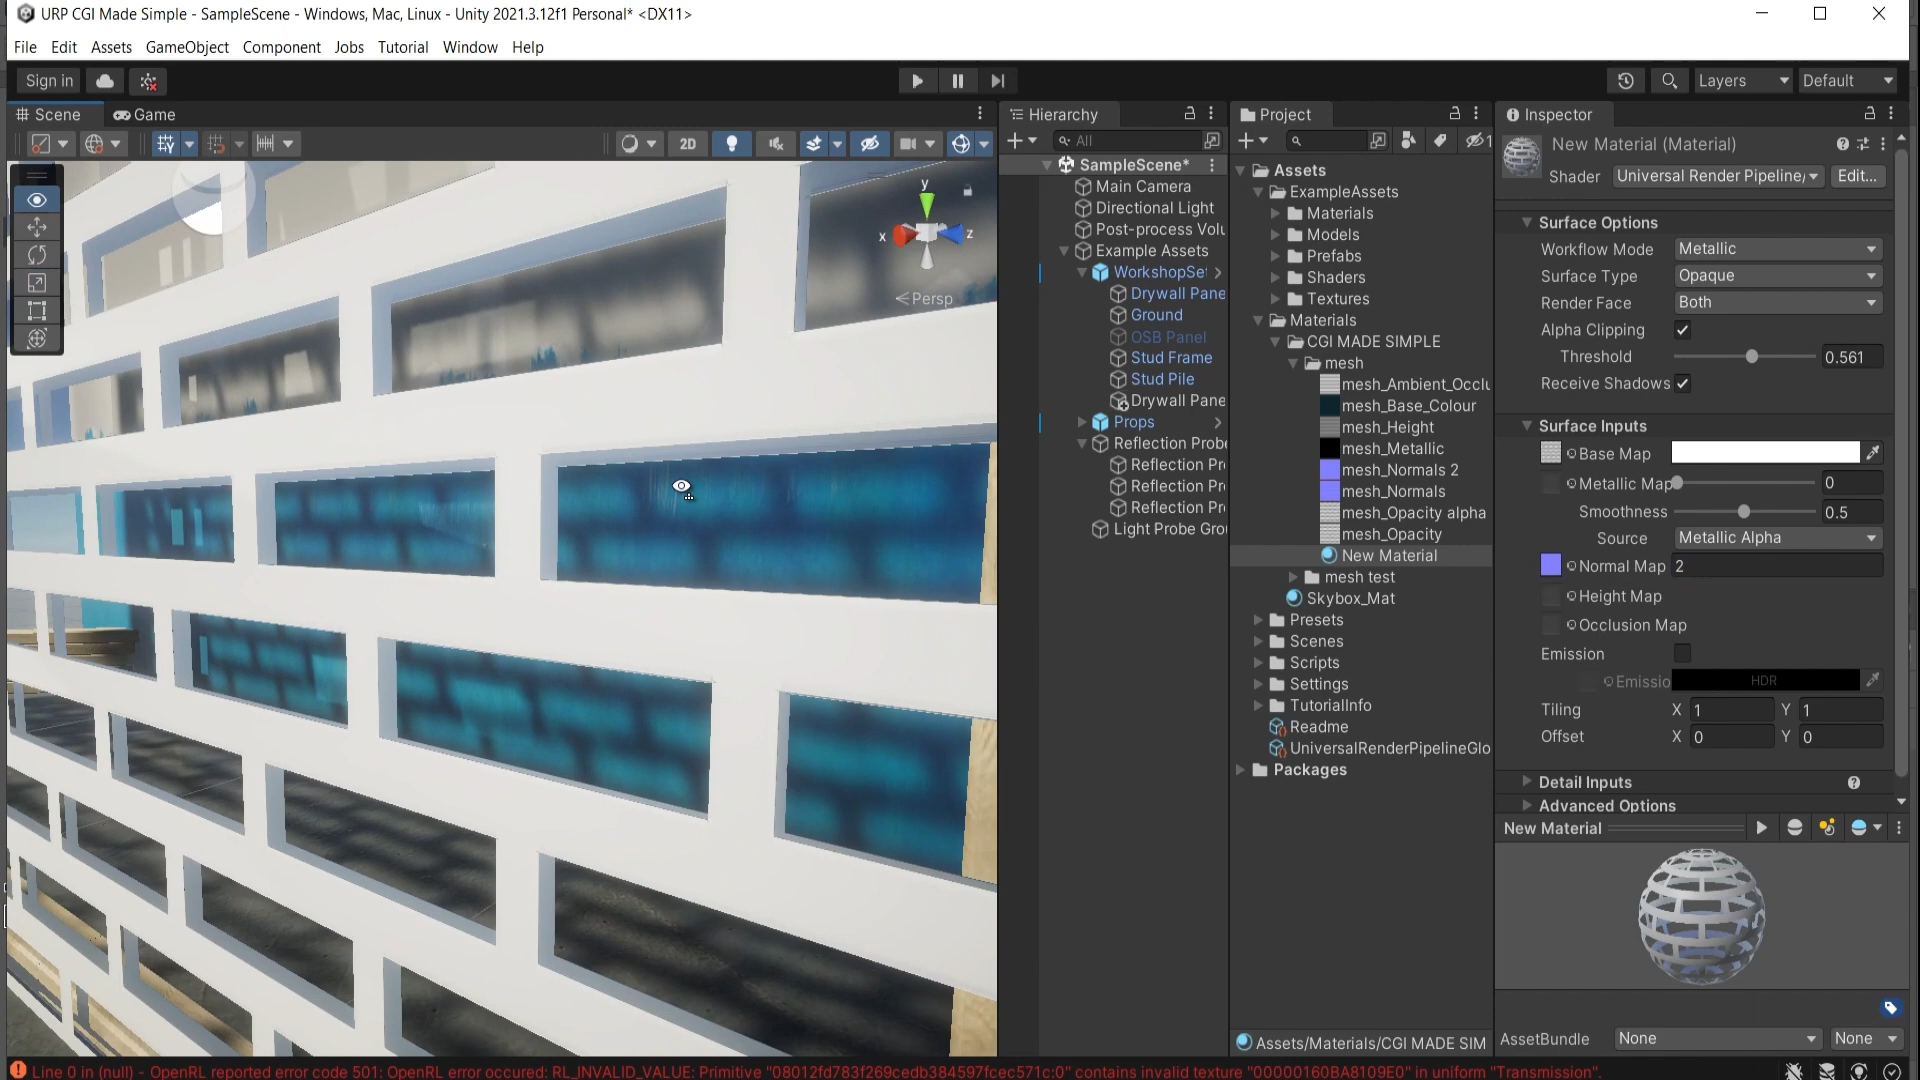 URP CGI Made Simple - SampleScene - Windows, Mac, Linux - Unity 2021.3.12f1 Personal* <DX11>
File Edit Assets GameObject Component Jobs Tutorial Window Help
Sign in
Layers
Default
Scene
Game
2D
y
x
z
Persp
Hierarchy
All
SampleScene*
Main Camera
Directional Light
Post-process Volu
Example Assets
WorkshopSet
Drywall Pane
Ground
OSB Panel
Stud Frame
Stud Pile
Drywall Pane
Props
Reflection Probe
Reflection Pr
Reflection Pr
Reflection Pr
Light Probe Gro
Project
1
Assets
ExampleAssets
Materials
Models
Prefabs
Shaders
Textures
Materials
CGI MADE SIMPLE
mesh
mesh_Ambient_Occlu
mesh_Base_Colour
mesh_Height
mesh_Metallic
mesh_Normals 2
mesh_Normals
mesh_Opacity alpha
mesh_Opacity
New Material
mesh test
Skybox_Mat
Presets
Scenes
Scripts
Settings
TutorialInfo
Readme
UniversalRenderPipelineGlo
Packages
Assets/Materials/CGI MADE SIM
Inspector
New Material (Material)
Shader Universal Render Pipeline/ Edit...
Surface Options
Workflow Mode Metallic
Surface Type Opaque
Render Face Both
Alpha Clipping
Threshold 0.561
Receive Shadows
Surface Inputs
Base Map
Metallic Map 0
Smoothness 0.5
Source Metallic Alpha
Normal Map 2
Height Map
Occlusion Map
Emission
Emissio HDR
Tiling X 1 Y 1
Offset X 0 Y 0
Detail Inputs
Advanced Options
New Material
AssetBundle None None
Line 0 in (null) - OpenRL reported error code 501: OpenRL error occured: RL_INVALID_VALUE: Primitive "08012fd783f269cedb384597fcec571c:0" contains invalid texture "00000160BA8109E0" in uniform "Transmission".